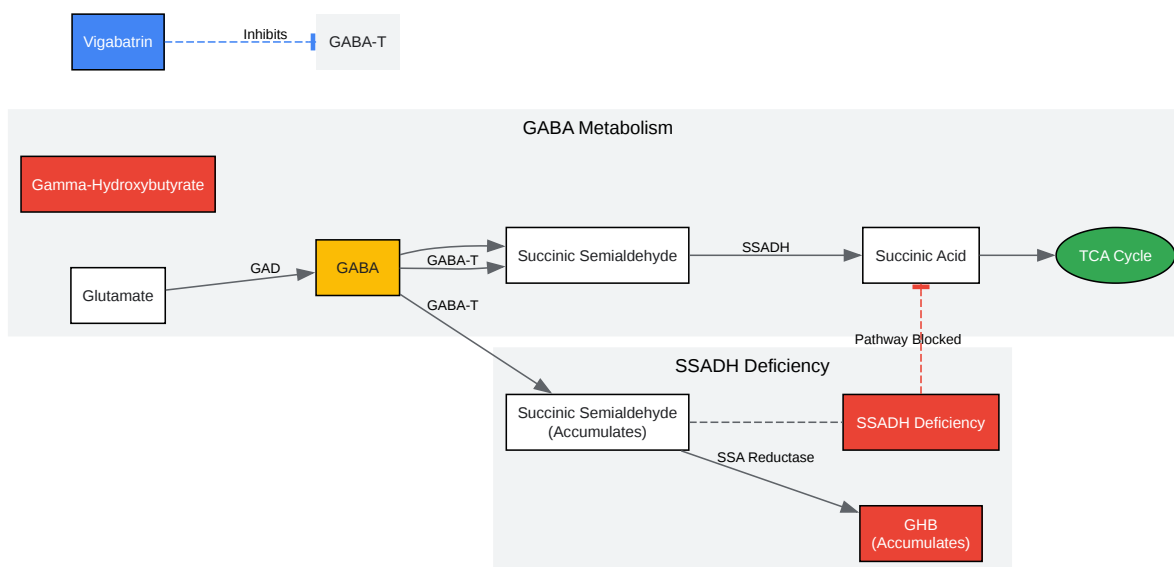 Vigabatrin
Inhibits
GABA-T
GABA Metabolism
Gamma-Hydroxybutyrate
Glutamate
GAD
GABA
GABA-T
GABA-T
Succinic Semialdehyde
SSADH
Succinic Acid
TCA Cycle
Pathway Blocked
SSADH Deficiency
Succinic Semialdehyde
(Accumulates)
SSADH Deficiency
SSA Reductase
GHB
(Accumulates)